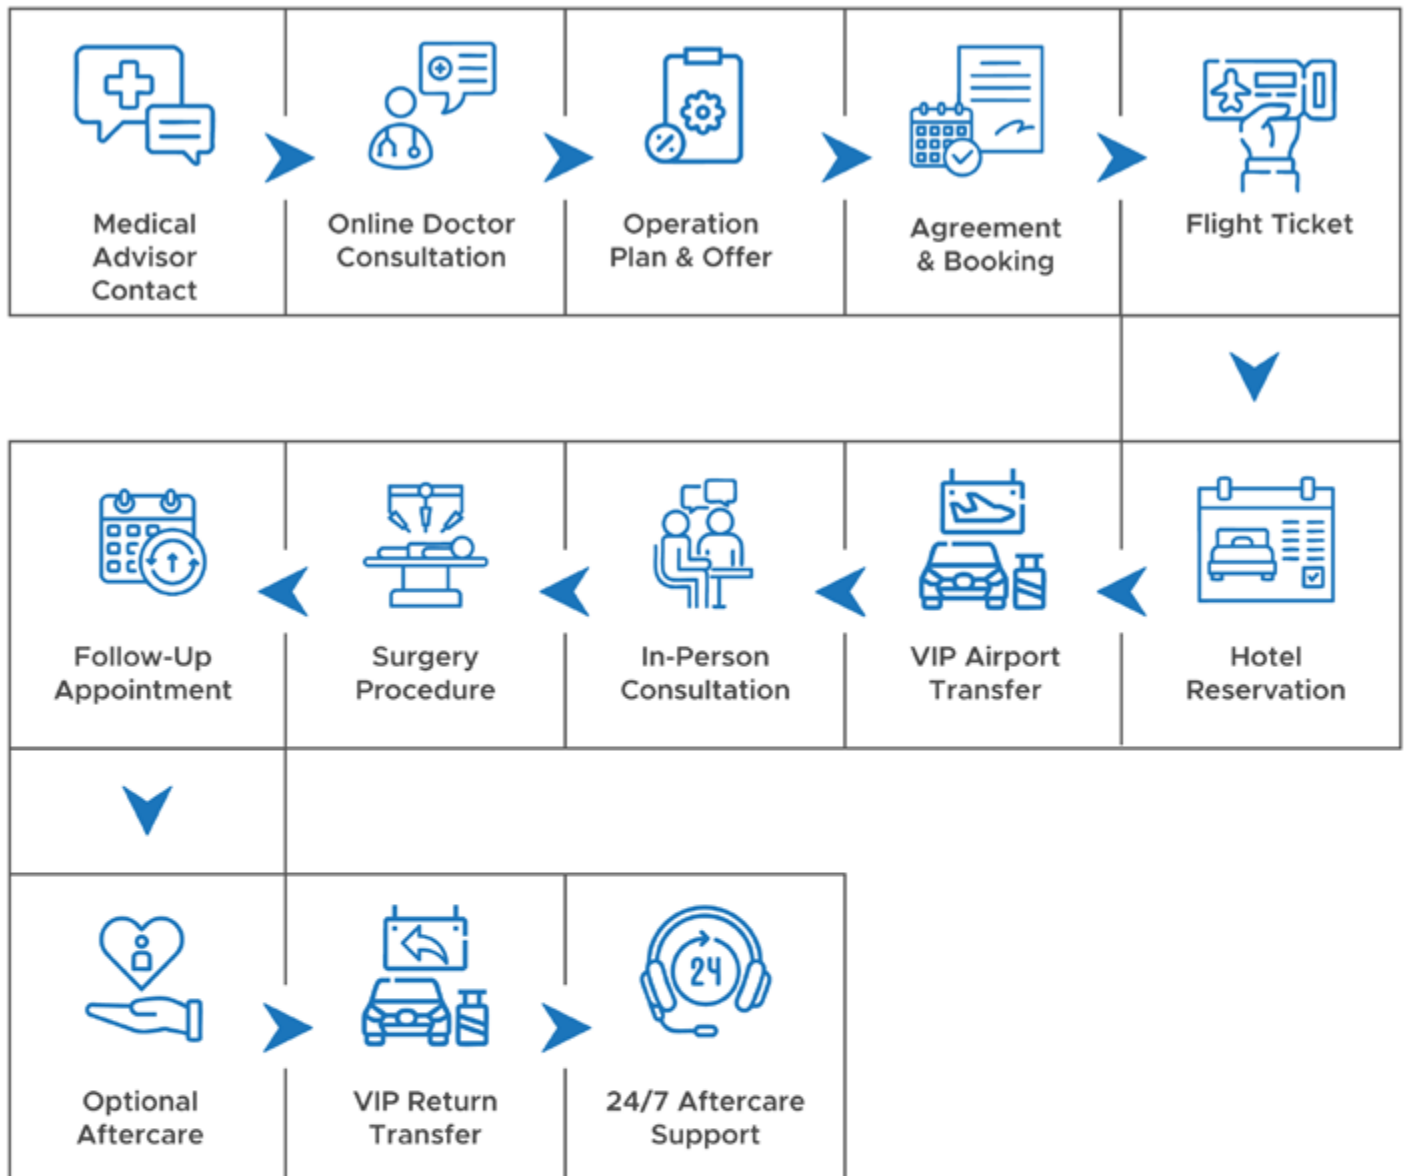 Medical
Advisor
Contact
Online Doctor
Consultation
Operation
Plan & Offer
Agreement
& Booking
Flight Ticket
Hotel
Reservation
VIP Airport
Transfer
In-Person
Consultation
Surgery
Procedure
Follow-Up
Appointment
Optional
Aftercare
VIP Return
Transfer
24
24/7 Aftercare
Support